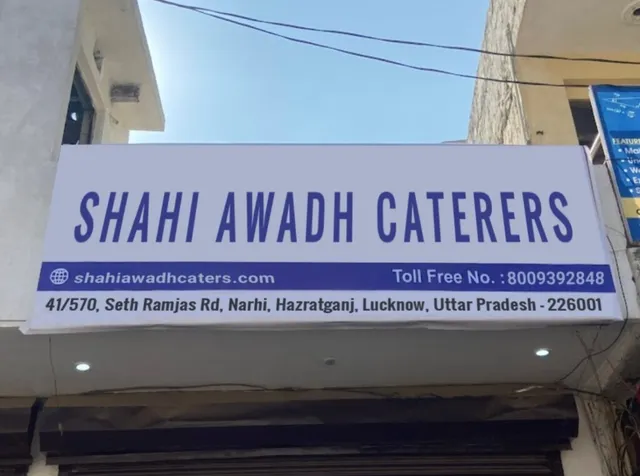 SHAHI AWADH CATERERS
shahiawadhcaters.com Toll Free No. : 8009392848
41/570, Seth Ramjas Rd, Narhi, Hazratganj, Lucknow, Uttar Pradesh - 226001